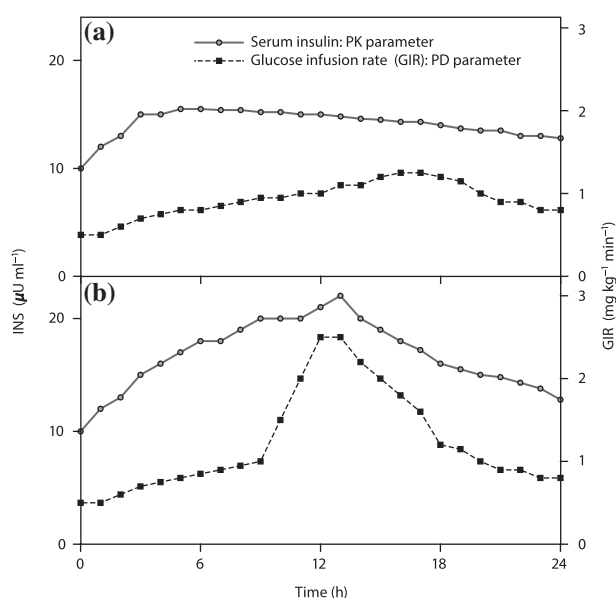 (a)
Serum insulin: PK parameter
Glucose infusion rate (GIR): PD parameter
20
10
0
3
2
1
0
(b)
20
10
0
3
2
1
0
INS (µU ml⁻¹)
GIR (mg kg⁻¹ min⁻¹)
0 6 12 18 24
Time (h)